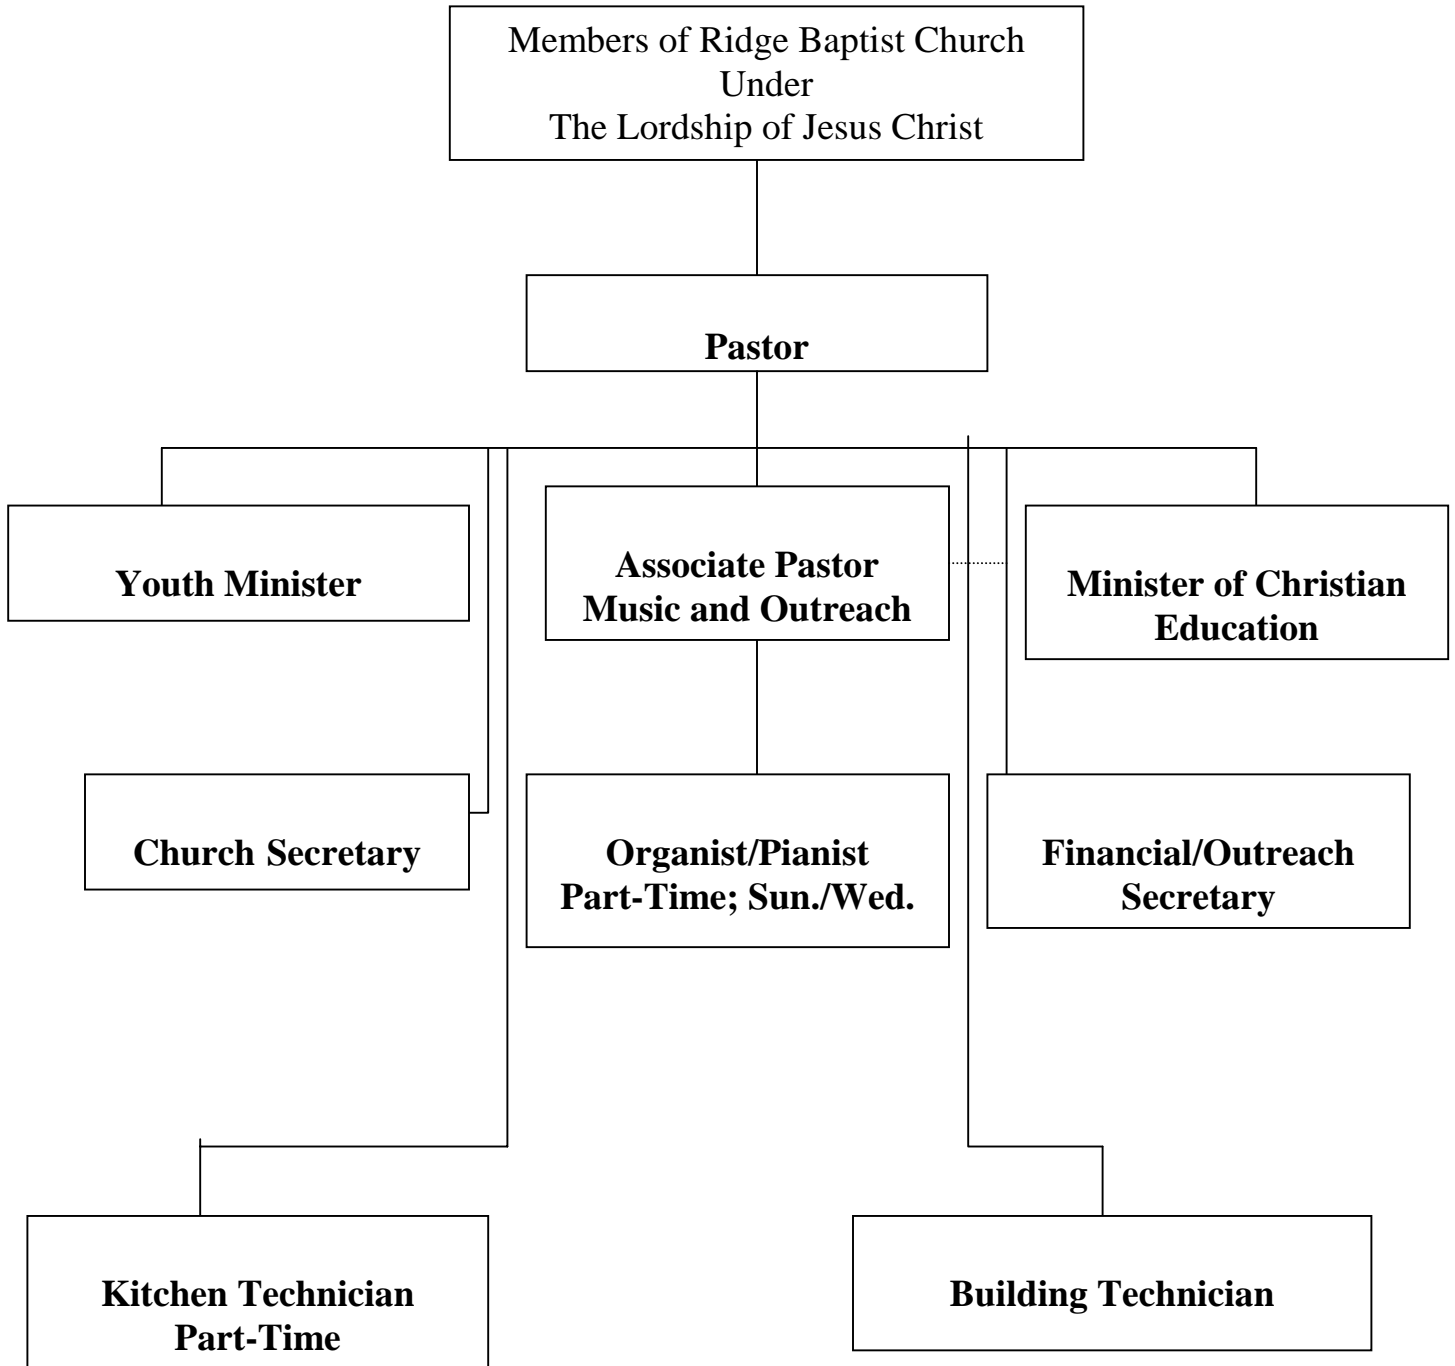 Members of Ridge Baptist Church
Under
The Lordship of Jesus Christ
Pastor
Youth Minister
Associate Pastor
Music and Outreach
Minister of Christian
Education
Church Secretary
Organist/Pianist
Part-Time; Sun./Wed.
Financial/Outreach
Secretary
Kitchen Technician
Part-Time
Building Technician